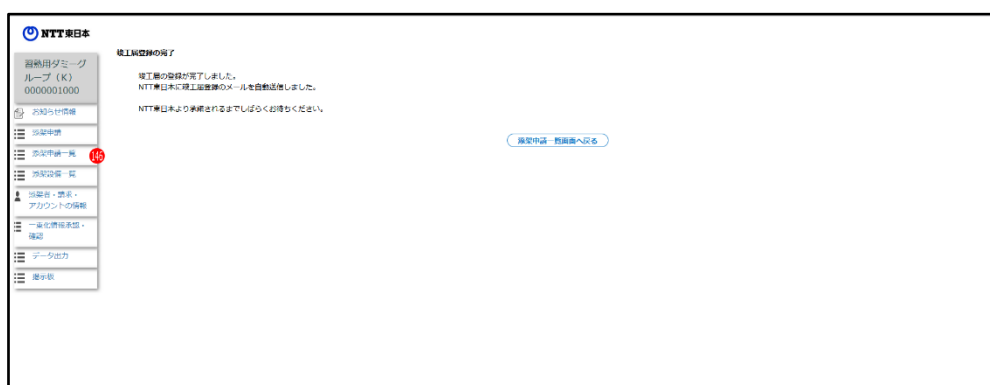 NTT東日本
習熟用ダミーグ
ループ（K）
0000001000
お知らせ情報
添架申請
添架申請一覧
146
添架設備一覧
添架者・請求・
アカウントの情報
一束化情報承認・
確認
データ出力
掲示板
竣工届登録の完了
竣工届の登録が完了しました。
NTT東日本に竣工届登録のメールを自動送信しました。
NTT東日本より承認されるまでしばらくお待ちください。
添架申請一覧画面へ戻る